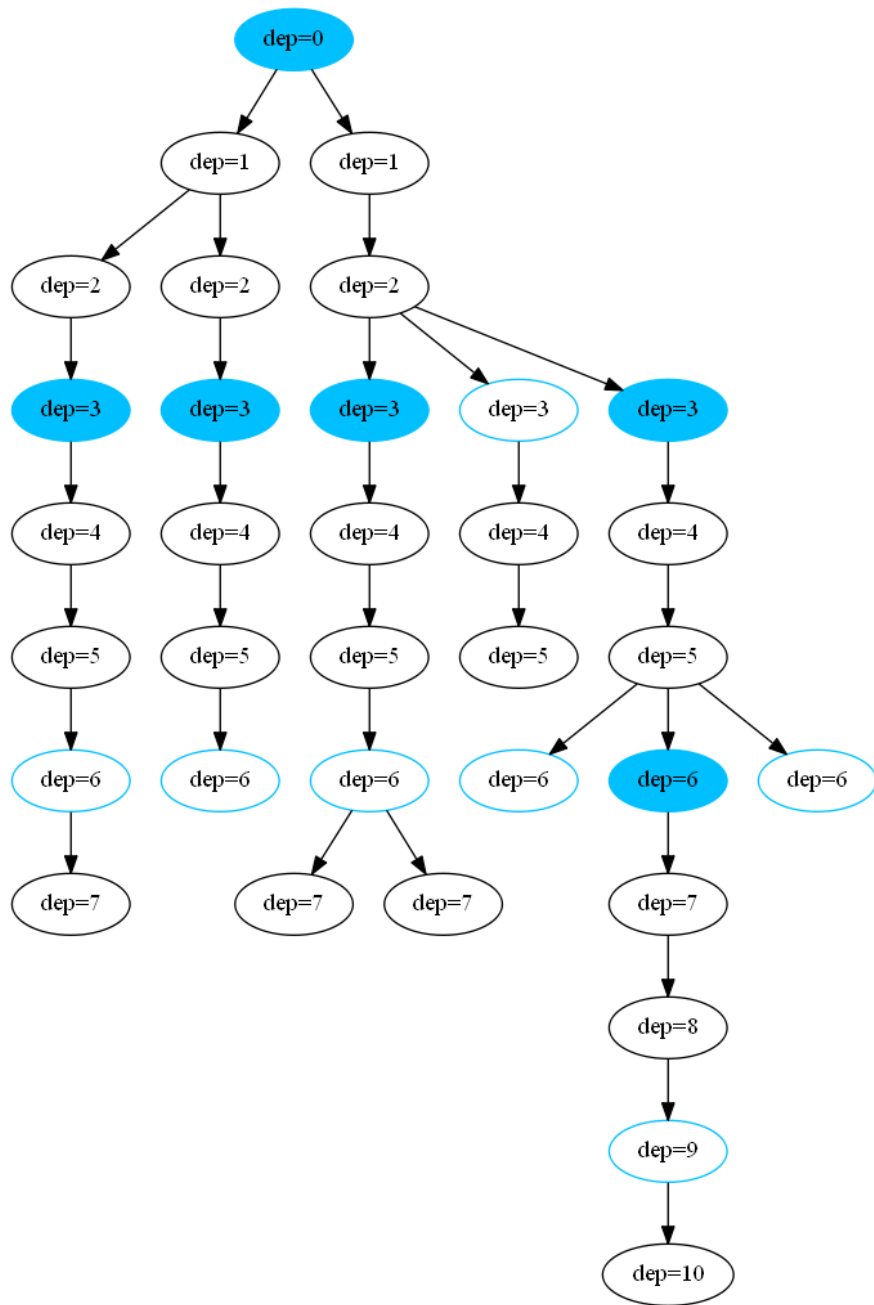 dep=0
dep=1 dep=1
dep=2 dep=2 dep=2
dep=3 dep=3 dep=3 dep=3 dep=3
dep=4 dep=4 dep=4 dep=4 dep=4
dep=5 dep=5 dep=5 dep=5 dep=5
dep=6 dep=6 dep=6 dep=6 dep=6 dep=6
dep=7 dep=7 dep=7 dep=7
dep=8
dep=9
dep=10